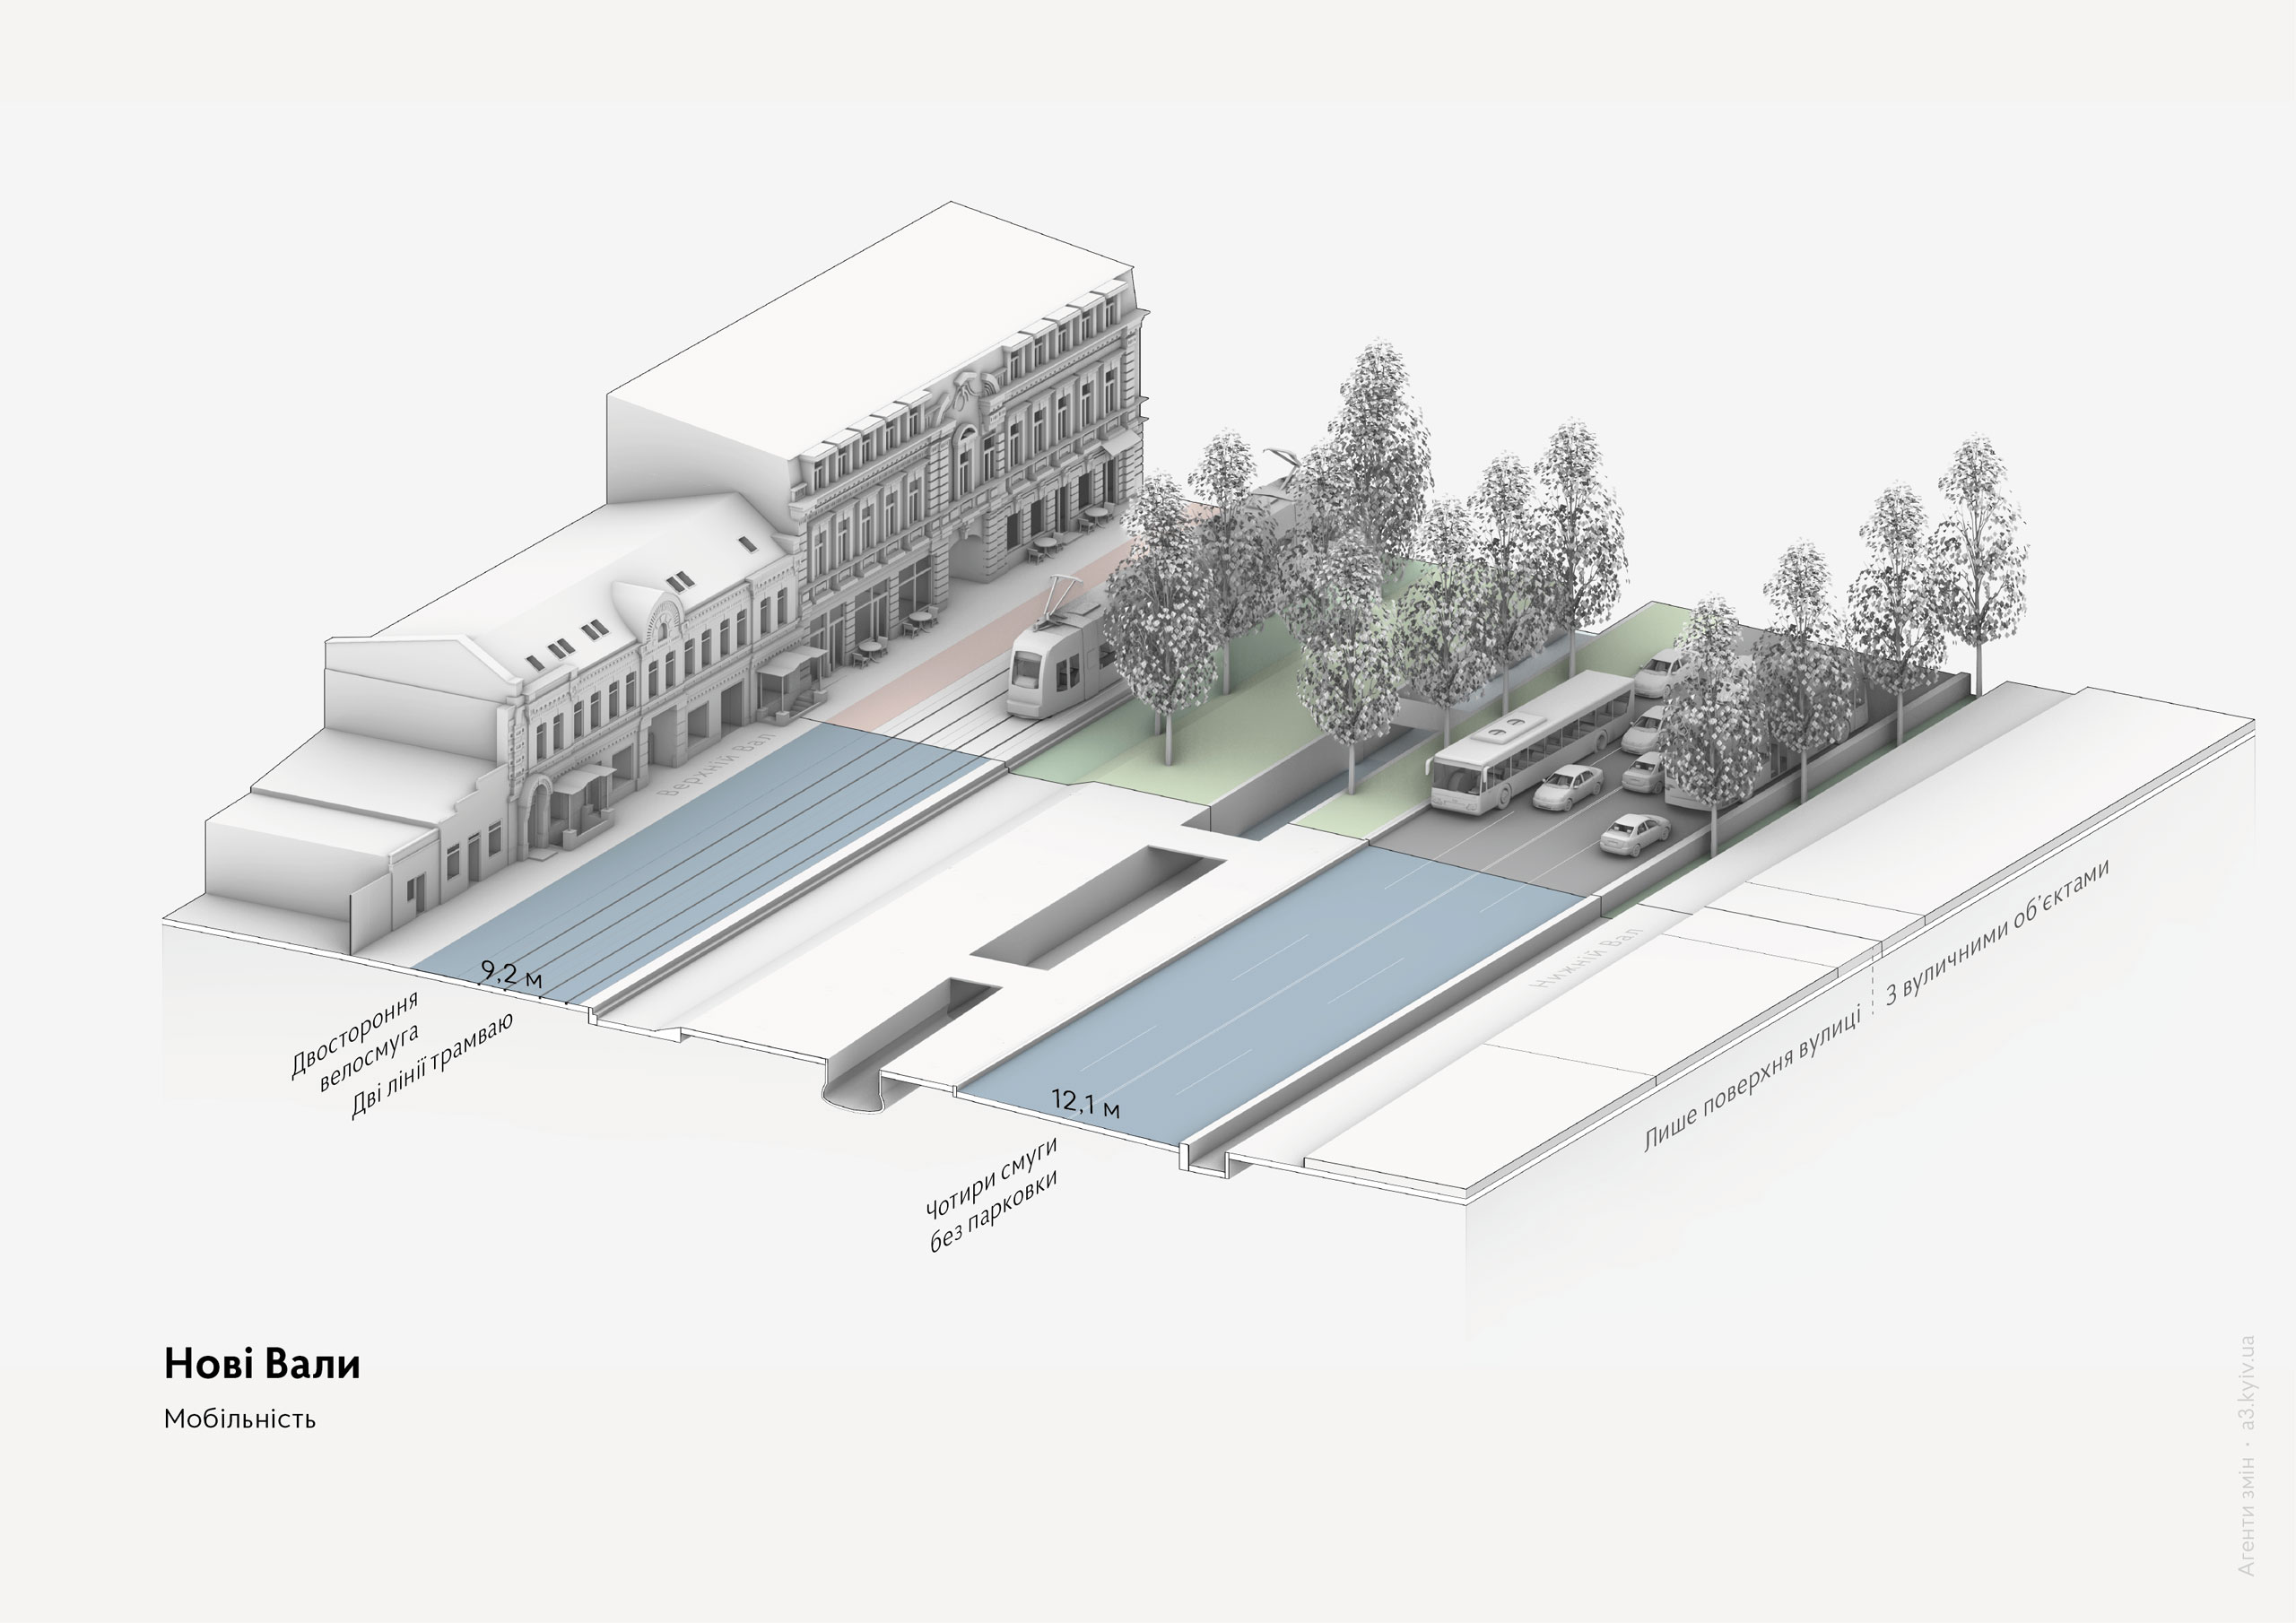 Верхній Вал
9,2 м
Двостороння
велосмуга
Дві лінії трамваю
Нижній Вал
12,1 м
Чотири смуги
без парковки
Лише поверхня вулиці
З вуличними об'єктами
Нові Вали
Мобільність
Агенти змін • a3.kyiv.ua